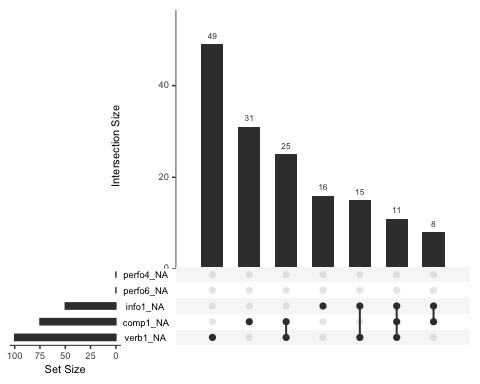 49
31
25
16
15
11
8
40
20
0
Intersection Size
perfo4_NA
perfo6_NA
info1_NA
comp1_NA
verb1_NA
100 75 50 25 0
Set Size